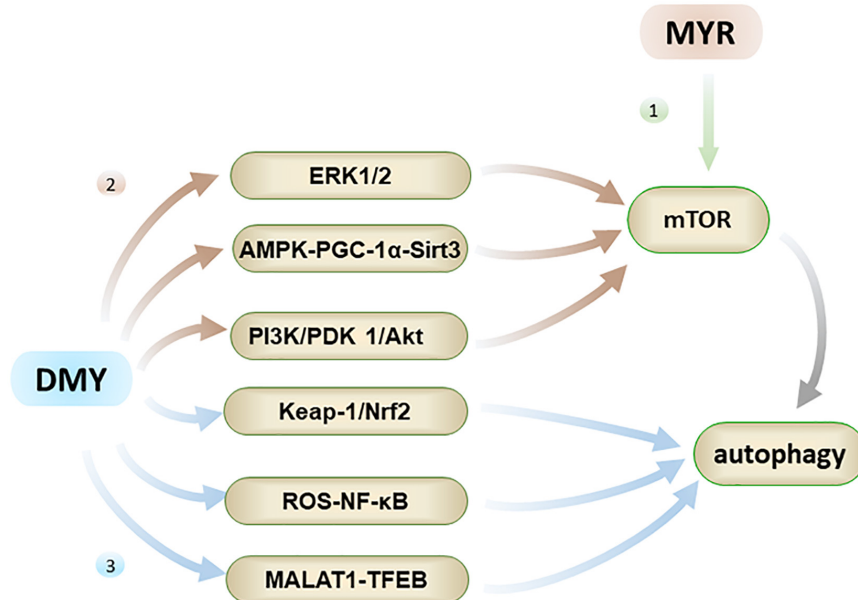 MYR
1
2
ERK1/2
mTOR
AMPK-PGC-1α-Sirt3
PI3K/PDK 1/Akt
DMY
Keap-1/Nrf2
autophagy
ROS-NF-κB
3
MALAT1-TFEB